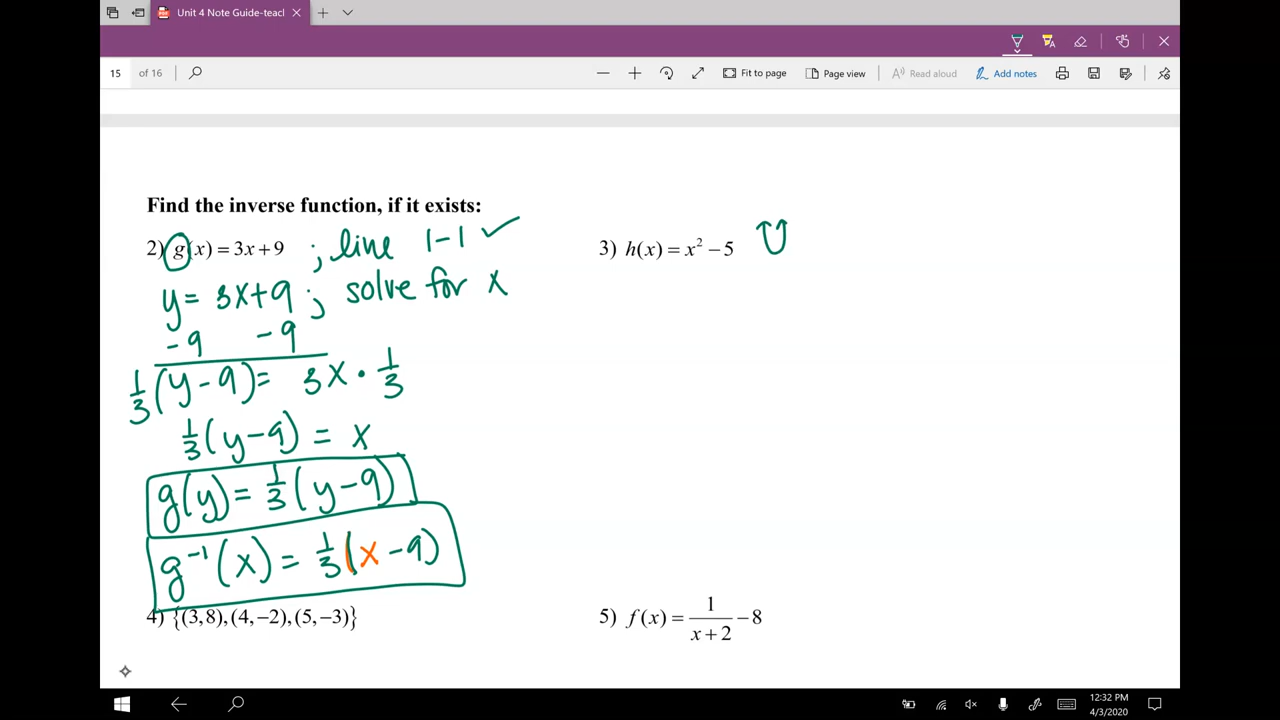 Unit 4 Note Guide-teacl
15 of 16
Fit to page
Page view
Read aloud
Add notes
Find the inverse function, if it exists:
2) g(x) = 3x + 9 ; line 1-1 ✓
y = 3x+9 ; solve for x
-9 -9
1/3 (y-9) = 3x • 1/3
1/3 (y-9) = x
g(y) = 1/3 (y-9)
g⁻¹(x) = 1/3 (x-9)
3) h(x) = x² − 5
4) {(3,8),(4,−2),(5,−3)}
5) f(x) = 1/(x+2) − 8
12:32 PM
4/3/2020